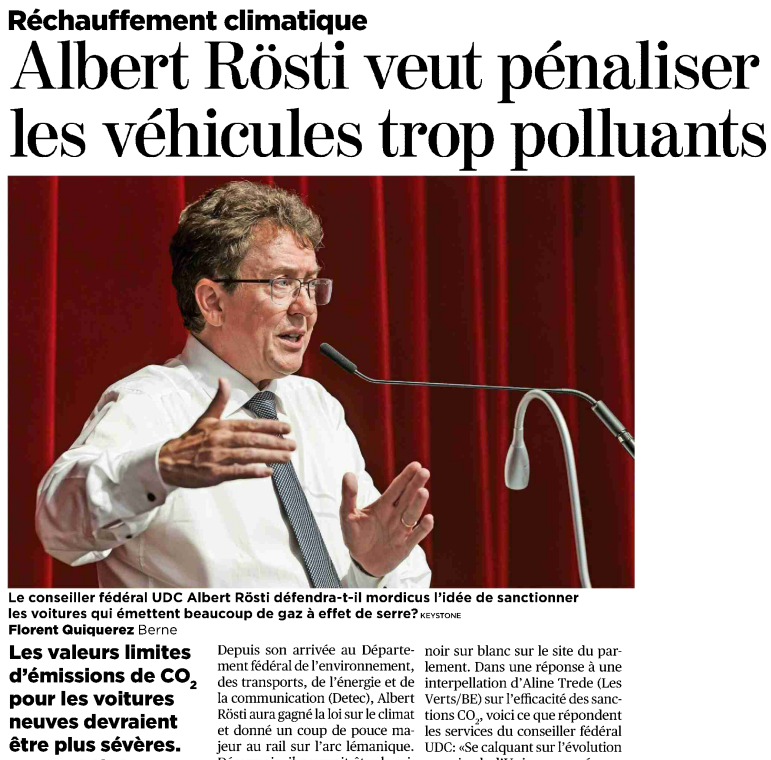 Réchauffement climatique
Albert Rösti veut pénaliser
les véhicules trop polluants
Le conseiller fédéral UDC Albert Rösti défendra-t-il mordicus l'idée de sanctionner
les voitures qui émettent beaucoup de gaz à effet de serre? KEYSTONE
Florent Quiquerez Berne
Les valeurs limites
d'émissions de CO₂
pour les voitures
neuves devraient
être plus sévères.
Depuis son arrivée au Départe-
ment fédéral de l'environnement,
des transports, de l'énergie et de
la communication (Detec), Albert
Rösti aura gagné la loi sur le climat
et donné un coup de pouce ma-
jeur au rail sur l'arc lémanique.
noir sur blanc sur le site du par-
lement. Dans une réponse à une
interpellation d'Aline Trede (Les
Verts/BE) sur l'efficacité des sanc-
tions CO₂, voici ce que répondent
les services du conseiller fédéral
UDC: «Se calquant sur l'évolution